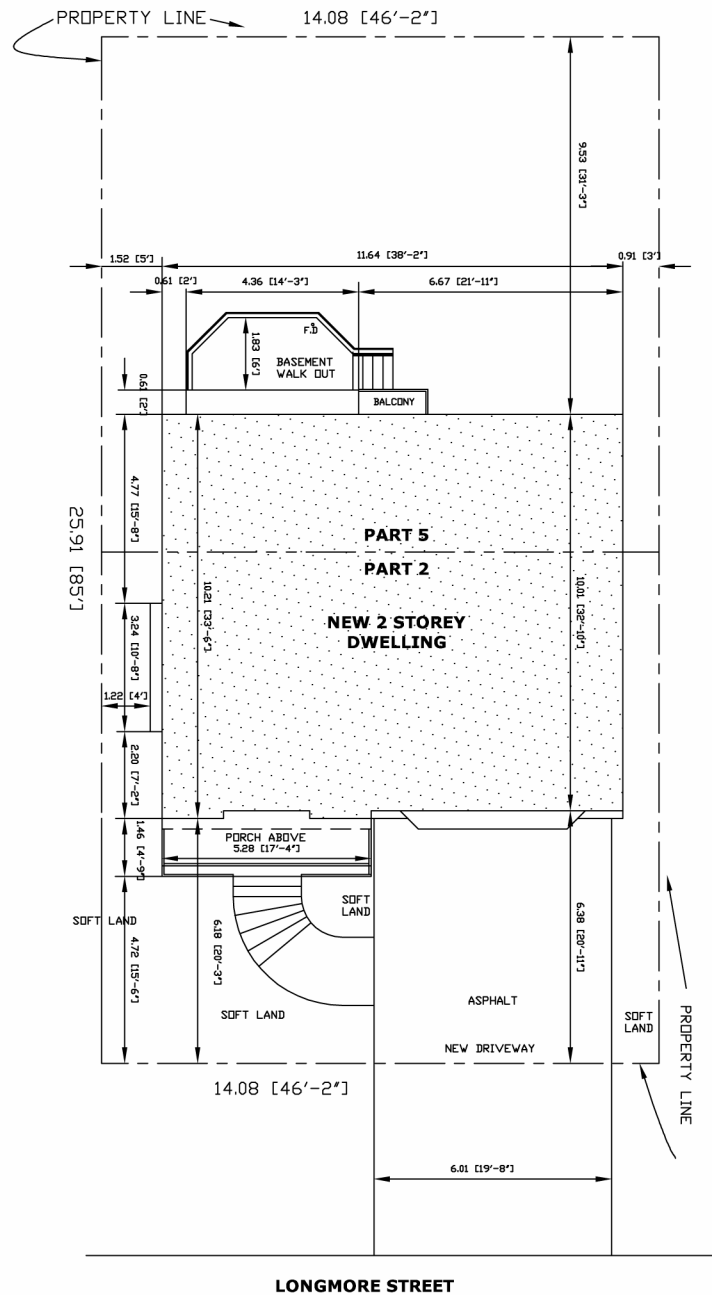 PROPERTY LINE
14.08 [46'-2"]
9.53 [31'-3"]
1.52 [5']
11.64 [38'-2"]
0.91 [3']
0.61 [2']
4.36 [14'-3"]
6.67 [21'-11"]
F.D
1.83 [6']
BASEMENT
WALK OUT
0.61 [2']
BALCONY
4.77 [15'-8"]
25.91 [85']
PART 5
PART 2
10.21 [33'-6"]
10.01 [32'-10"]
NEW 2 STOREY
DWELLING
3.24 [10'-8"]
1.22 [4']
2.20 [7'-2"]
1.46 [4'-9"]
PORCH ABOVE
5.28 [17'-4"]
SOFT
LAND
SOFT LAND
4.72 [15'-6"]
6.18 [20'-3"]
6.38 [20'-11"]
SOFT LAND
ASPHALT
NEW DRIVEWAY
SOFT
LAND
PROPERTY LINE
14.08 [46'-2"]
6.01 [19'-8"]
LONGMORE STREET